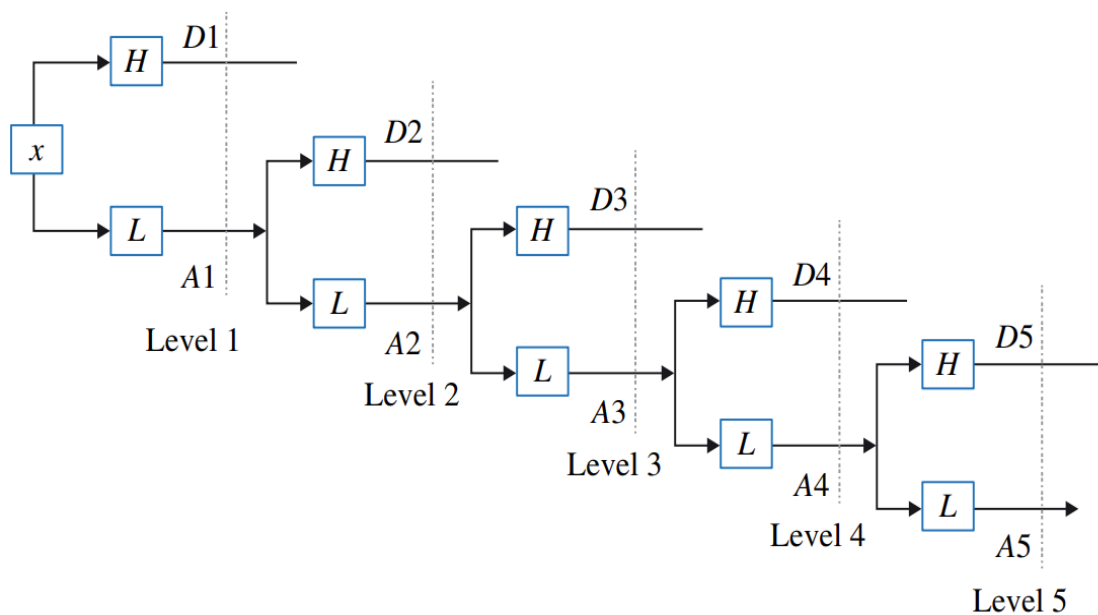 D1
H
x
L
A1
Level 1
D2
H
L
A2
Level 2
D3
H
L
A3
Level 3
D4
H
L
A4
Level 4
D5
H
L
A5
Level 5